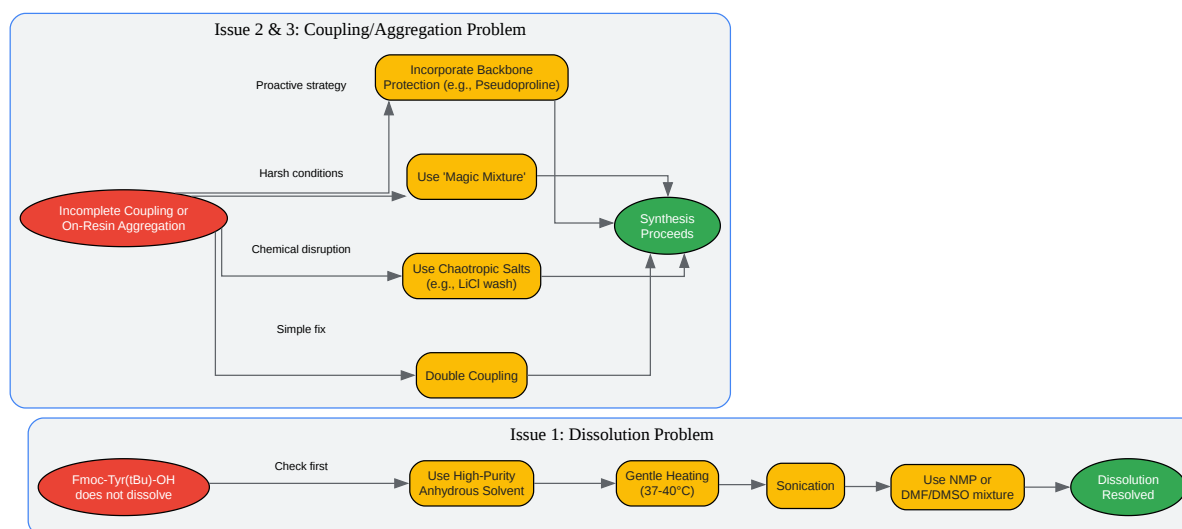 Issue 2 & 3: Coupling/Aggregation Problem
Proactive strategy
Incorporate Backbone
Protection (e.g., Pseudoproline)
Harsh conditions
Use 'Magic Mixture'
Incomplete Coupling or
On-Resin Aggregation
Synthesis
Proceeds
Chemical disruption
Use Chaotropic Salts
(e.g., LiCl wash)
Simple fix
Double Coupling
Issue 1: Dissolution Problem
Fmoc-Tyr(tBu)-OH
does not dissolve
Check first
Use High-Purity
Anhydrous Solvent
Gentle Heating
(37-40°C)
Sonication
Use NMP or
DMF/DMSO mixture
Dissolution
Resolved